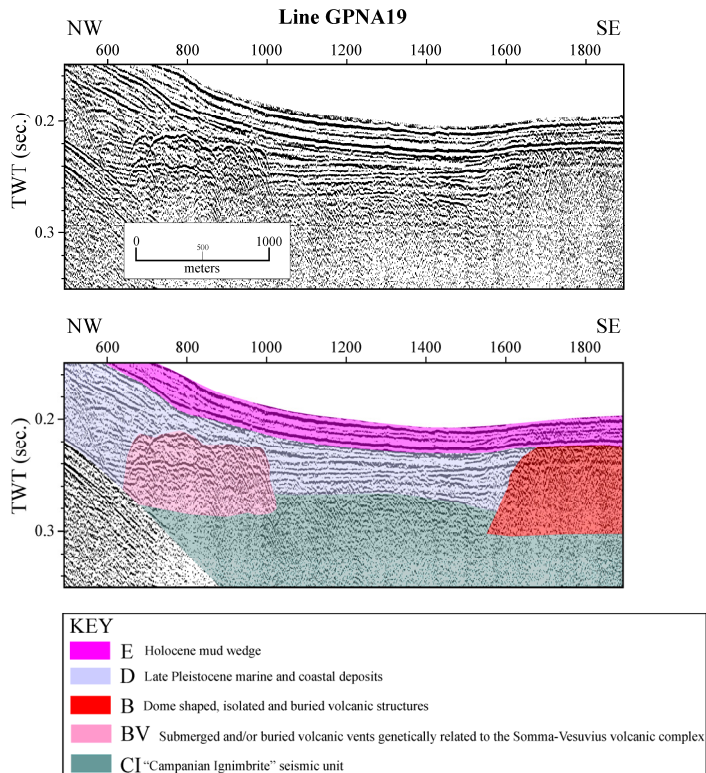 Line GPNA19
NW SE
600 800 1000 1200 1400 1600 1800
TWT (sec.)
0.2
0.3
0 500 1000
meters
NW SE
600 800 1000 1200 1400 1600 1800
TWT (sec.)
0.2
0.3
KEY
E Holocene mud wedge
D Late Pleistocene marine and coastal deposits
B Dome shaped, isolated and buried volcanic structures
BV Submerged and/or buried volcanic vents genetically related to the Somma-Vesuvius volcanic complex
CI “Campanian Ignimbrite” seismic unit